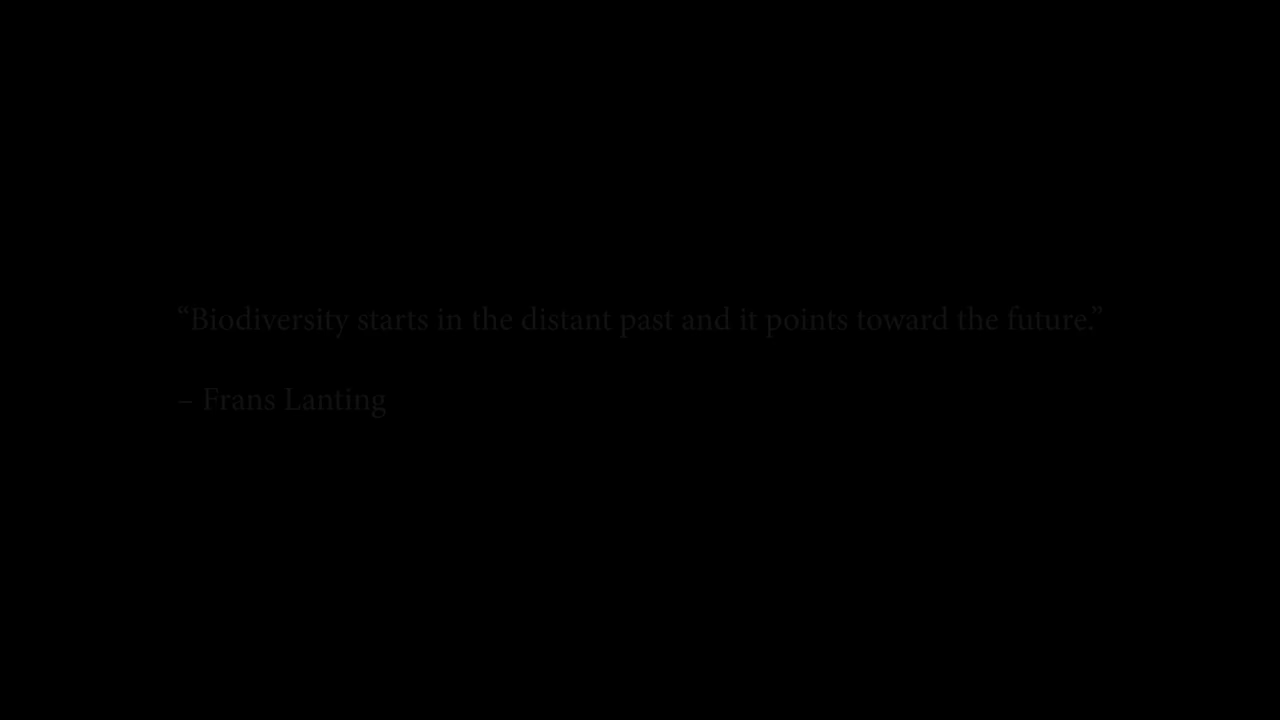 “Biodiversity starts in the distant past and it points toward the future.”
– Frans Lanting